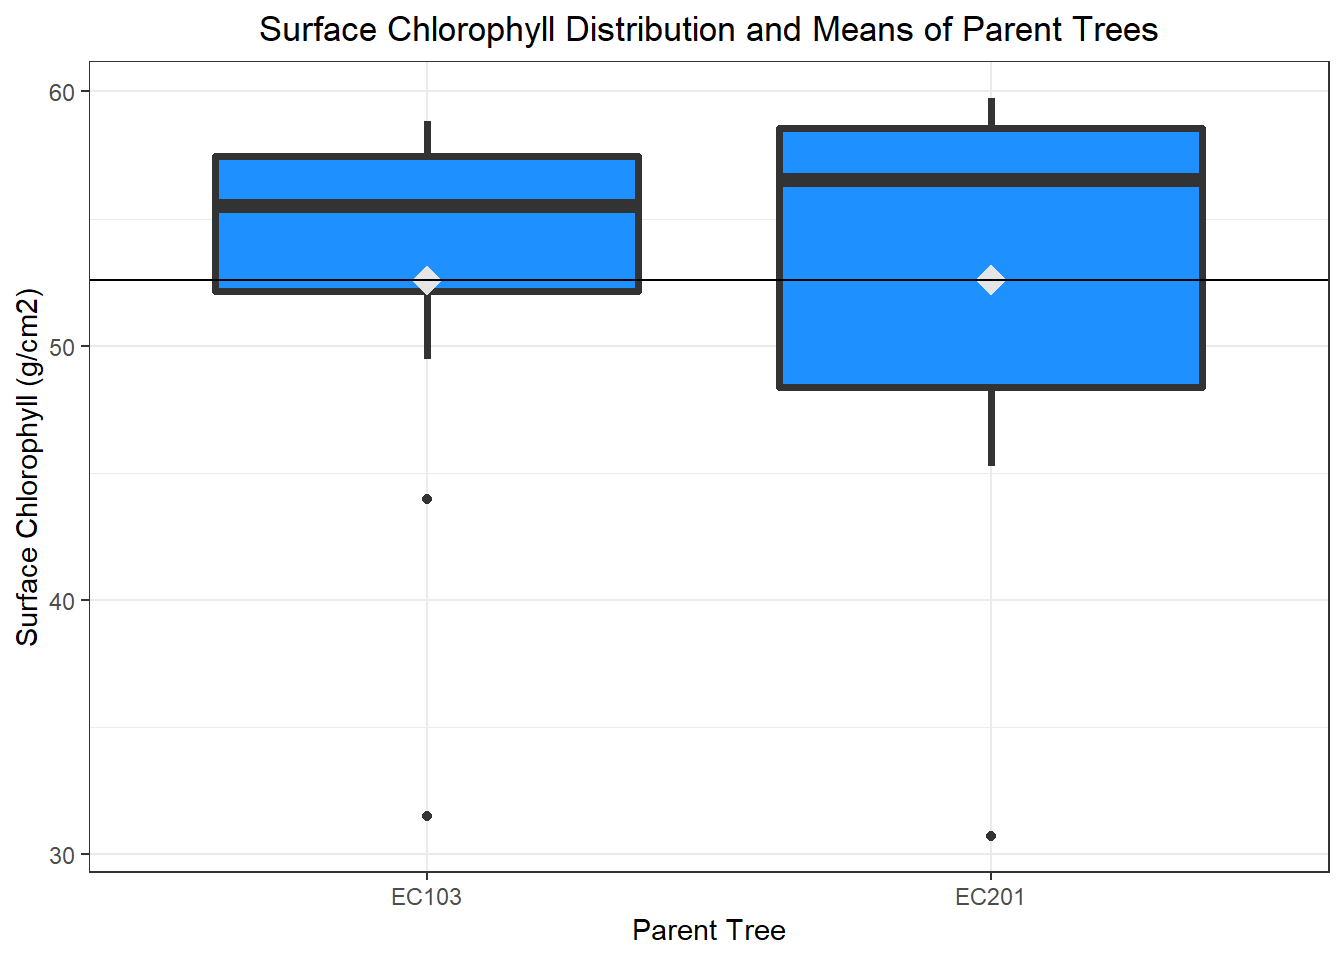 Surface Chlorophyll Distribution and Means of Parent Trees
Surface Chlorophyll (g/cm2)
60
50
40
30
EC103
EC201
Parent Tree